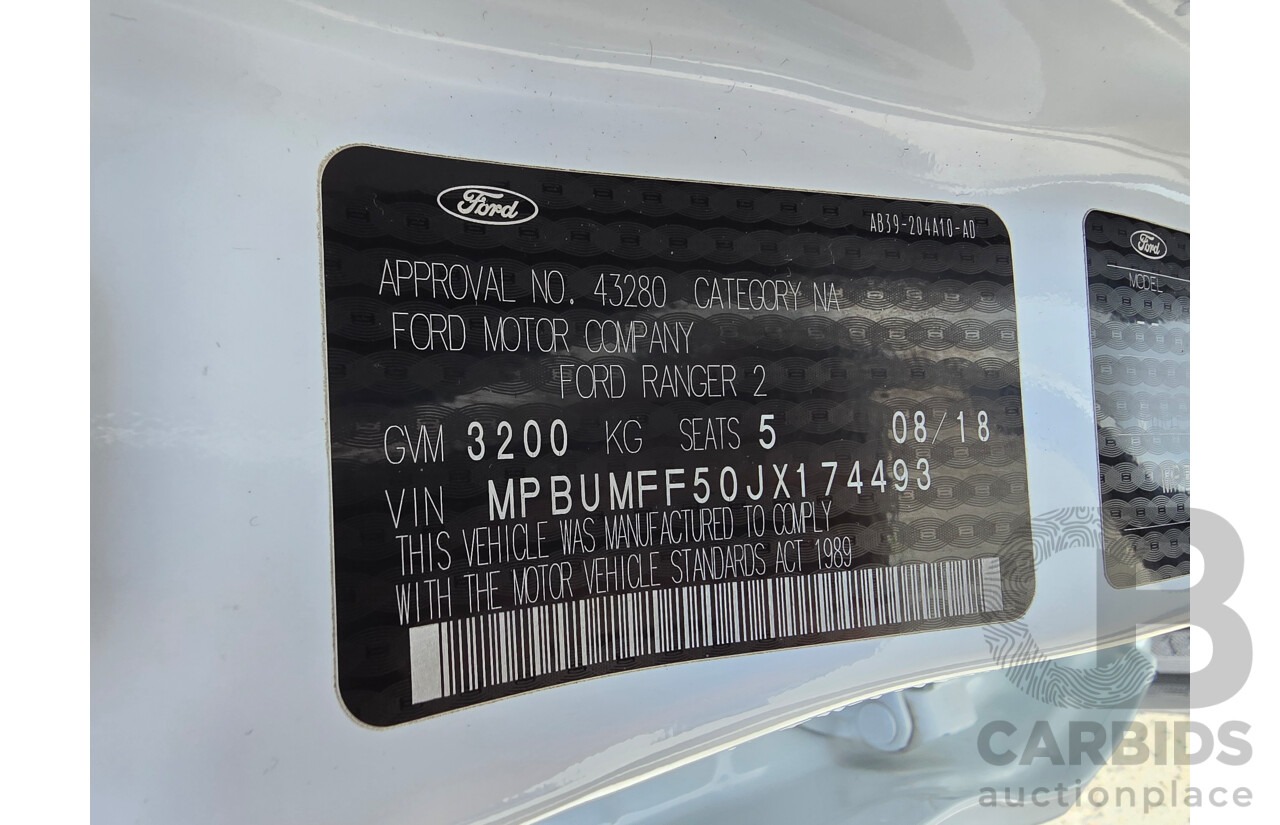 Ford
AB39-204A10-AD
APPROVAL NO. 43280 CATEGORY NA
FORD MOTOR COMPANY
FORD RANGER 2
GVM 3200 KG SEATS 5 08/18
VIN MPBUMFF50JX174493
THIS VEHICLE WAS MANUFACTURED TO COMPLY
WITH THE MOTOR VEHICLE STANDARDS ACT 1989
Ford
MODEL
CB
CARBIDS
auctionplace